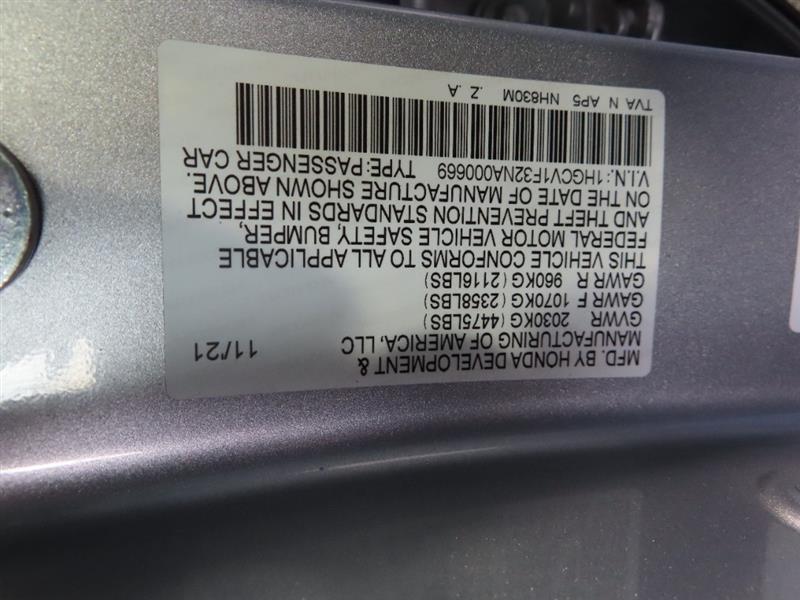 MFD. BY HONDA DEVELOPMENT &
MANUFACTURING OF AMERICA, LLC 11/21
GVWR 2030KG (4475LBS)
GAWR F 1070KG (2358LBS)
GAWR R 960KG (2116LBS)
THIS VEHICLE CONFORMS TO ALL APPLICABLE
FEDERAL MOTOR VEHICLE SAFETY, BUMPER,
AND THEFT PREVENTION STANDARDS IN EFFECT
ON THE DATE OF MANUFACTURE SHOWN ABOVE.
V.I.N.:1HGCV1F32NA000669 TYPE:PASSENGER CAR
TVA N AP5 NH830M .Z .A